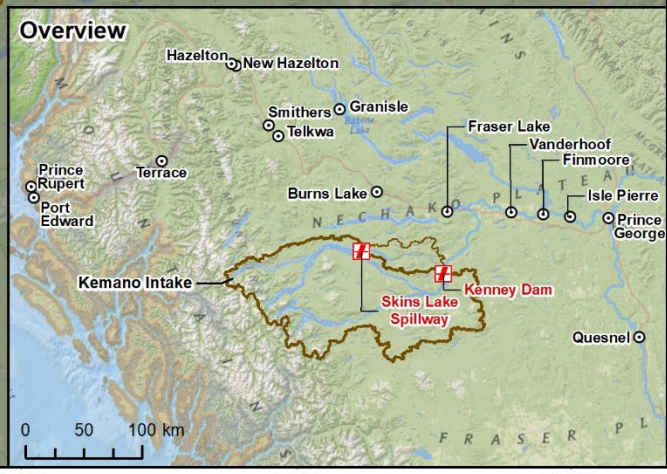 Overview
Hazelton
New Hazelton
Smithers
Granisle
Babine
Lake
Telkwa
Fraser Lake
Vanderhoof
Finmoore
Isle Pierre
Prince
George
Prince
Rupert
Port
Edward
Terrace
Burns Lake
NECHAKO PLATEAU
Kemano Intake
Skins Lake
Spillway
Kenney Dam
Quesnel
0 50 100 km
FRASER PL